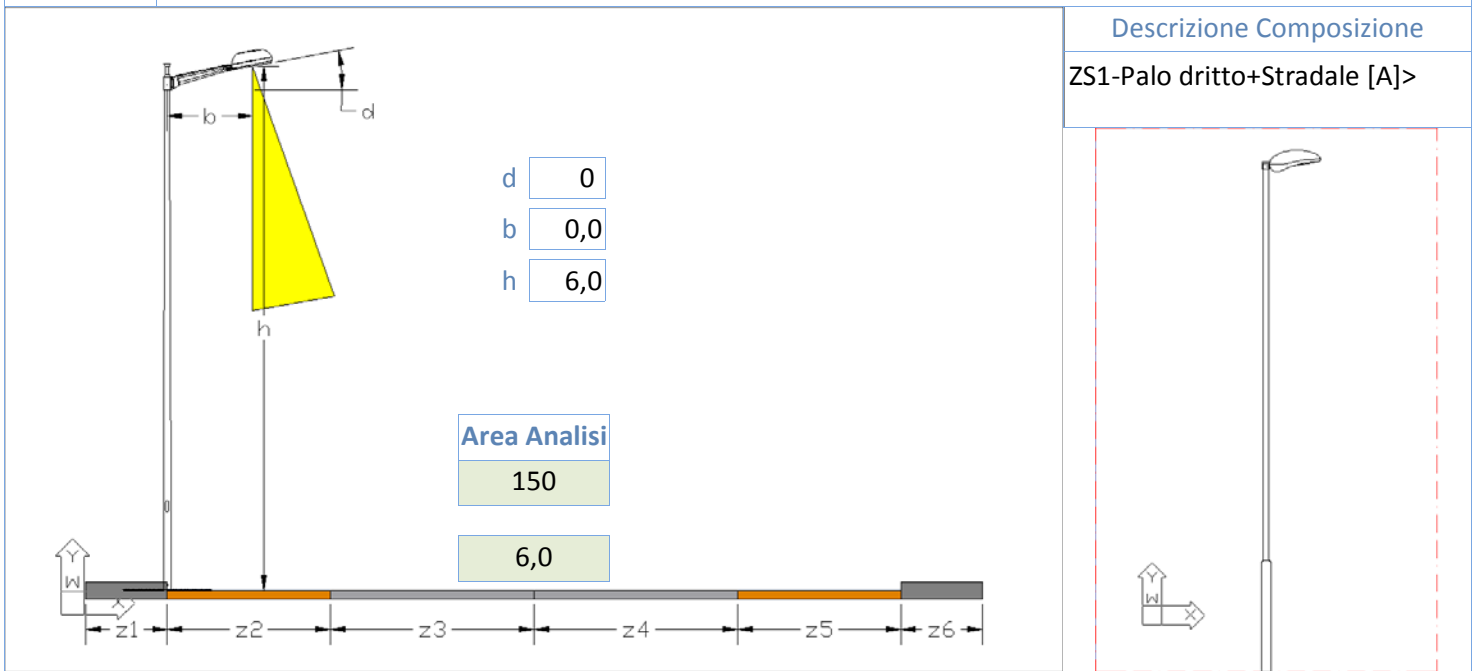 Descrizione Composizione
ZS1-Palo dritto+Stradale [A]>
b
d
d 0
b 0,0
h 6,0
h
Area Analisi
150
6,0
Y
W
X
z1 z2 z3 z4 z5 z6
Y
W
X